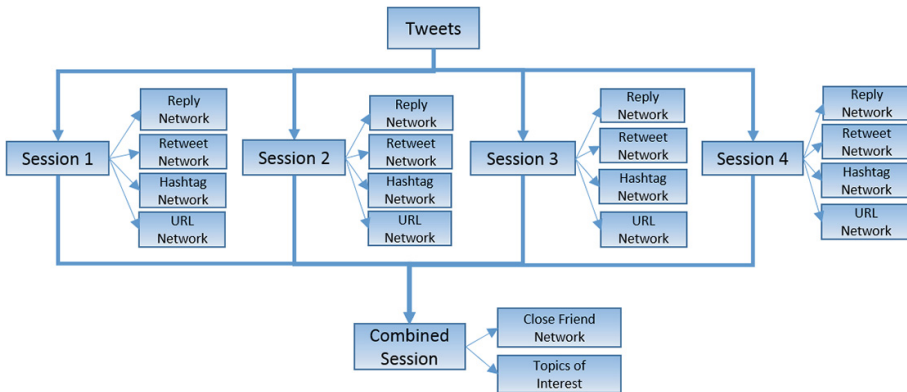 Tweets
Session 1
Reply
Network
Retweet
Network
Hashtag
Network
URL
Network
Session 2
Reply
Network
Retweet
Network
Hashtag
Network
URL
Network
Session 3
Reply
Network
Retweet
Network
Hashtag
Network
URL
Network
Session 4
Reply
Network
Retweet
Network
Hashtag
Network
URL
Network
Combined
Session
Close Friend
Network
Topics of
Interest